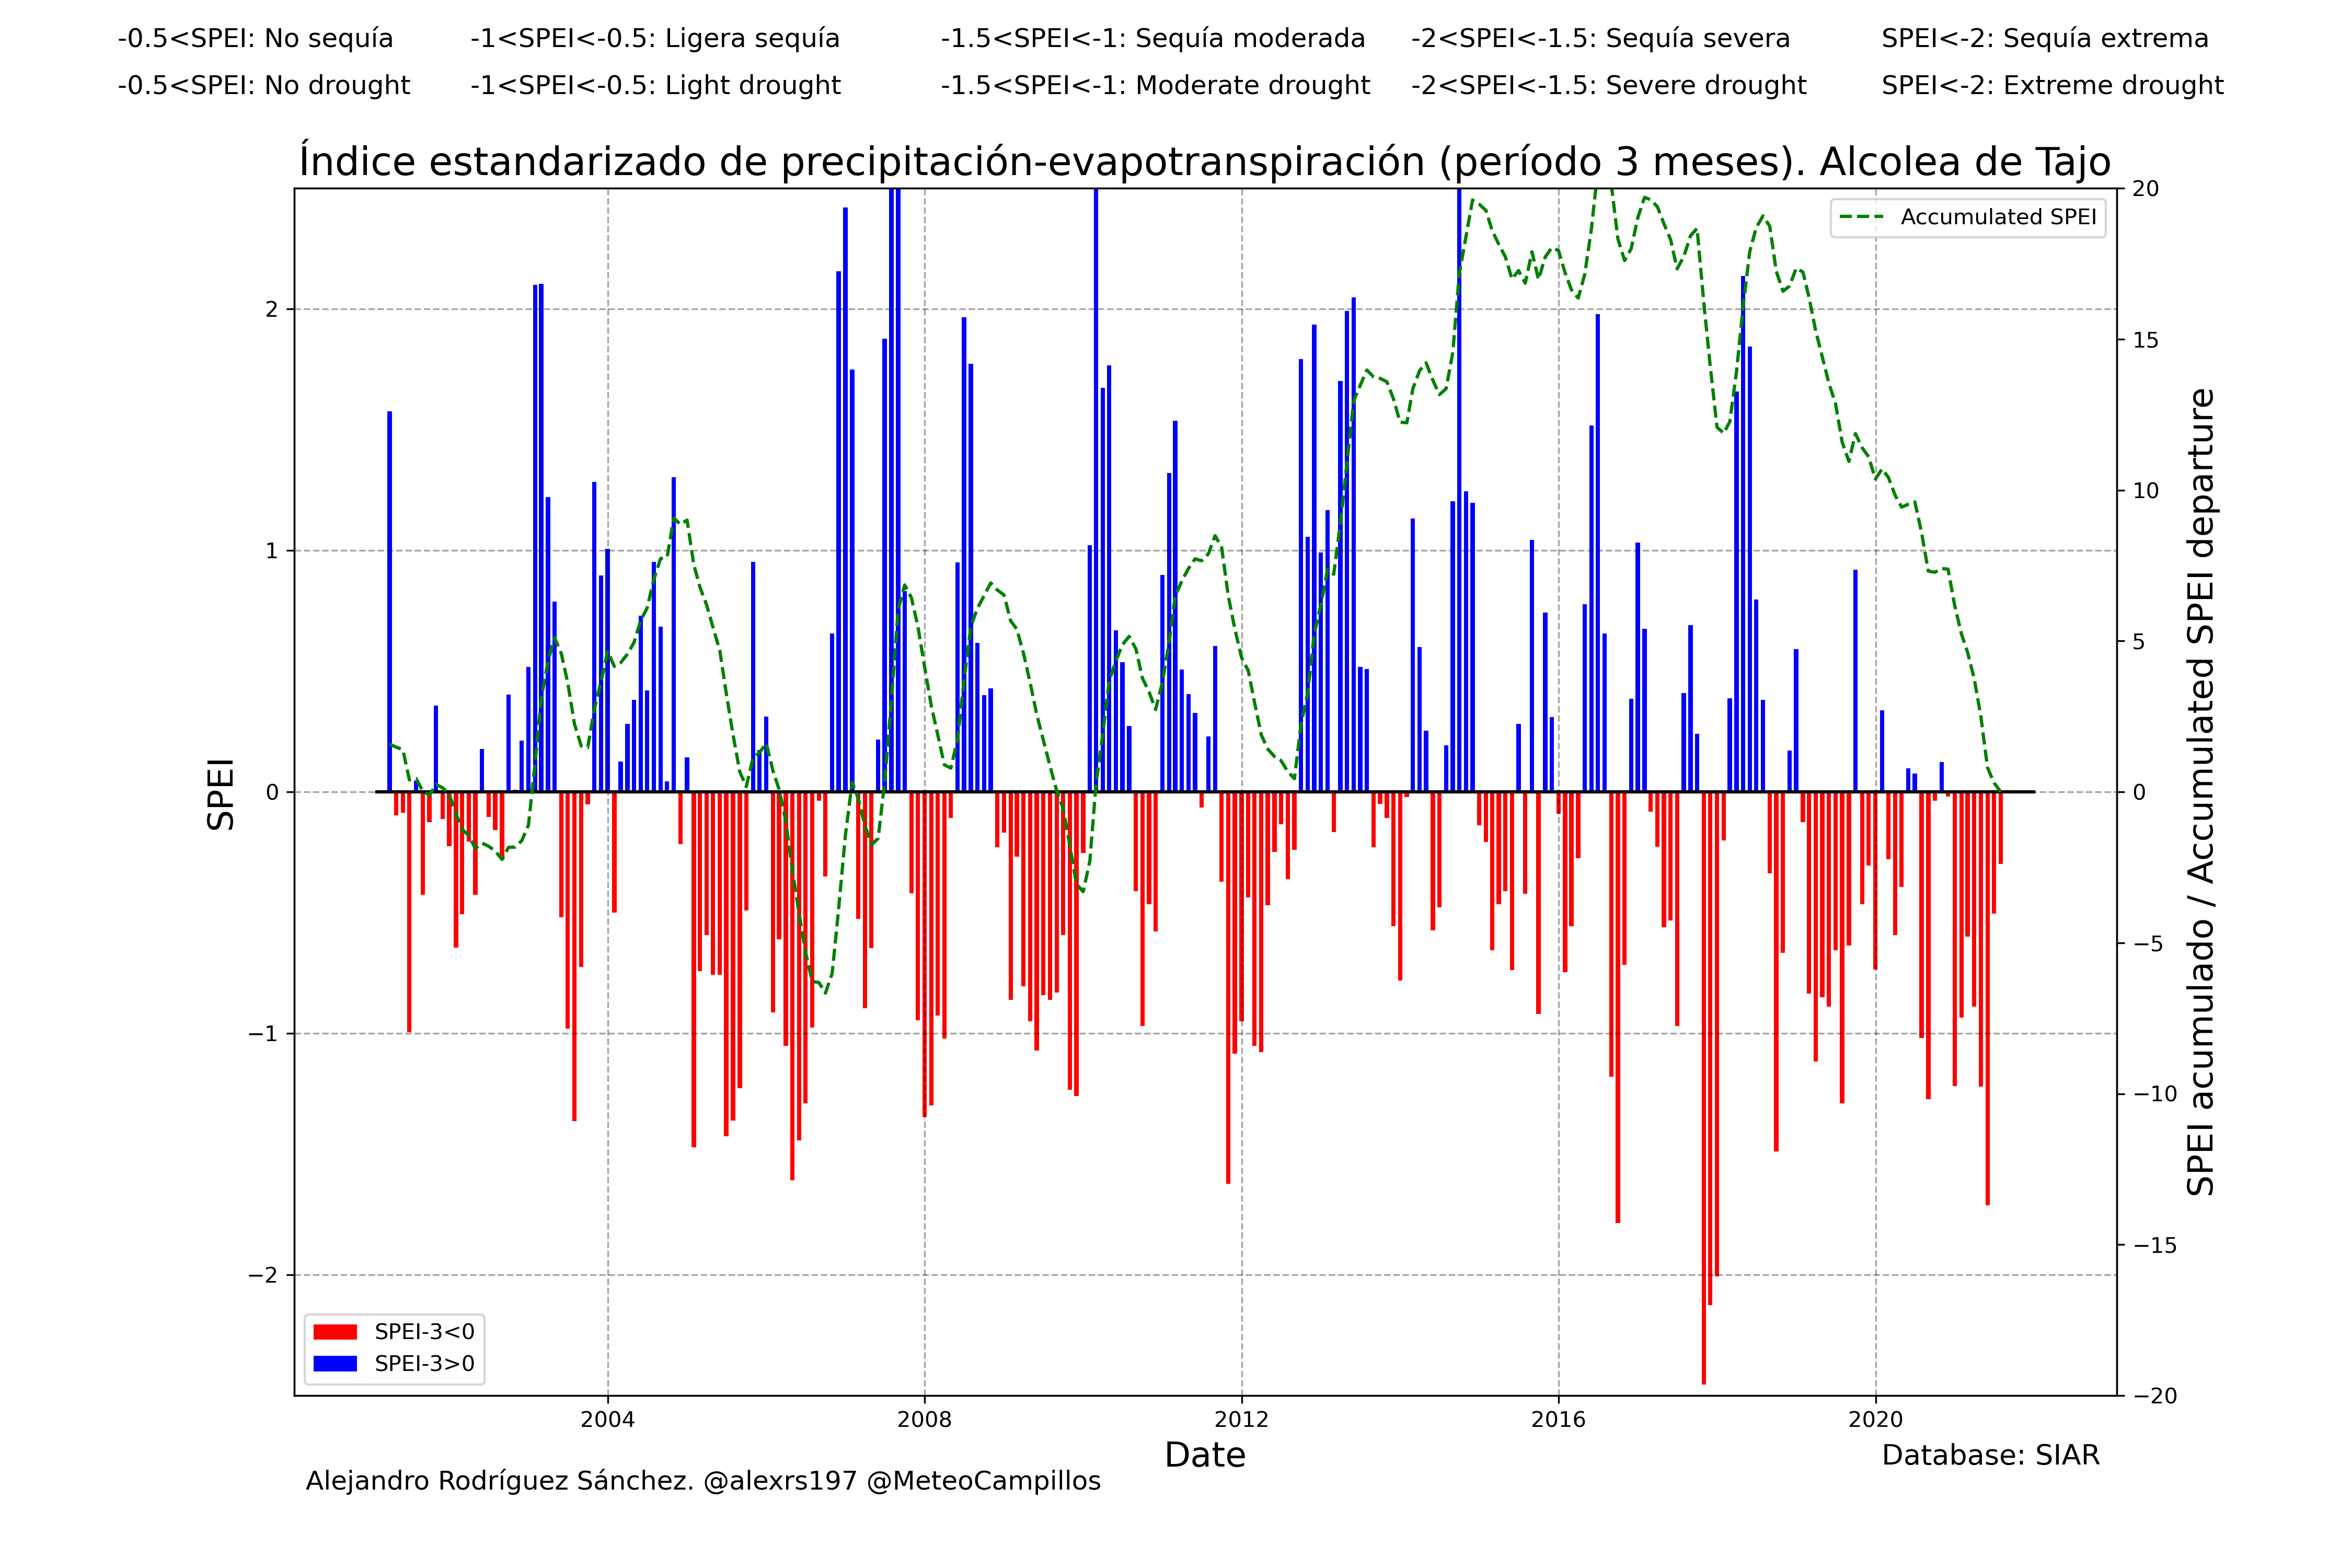 -0.5<SPEI: No sequía -1<SPEI<-0.5: Ligera sequía -1.5<SPEI<-1: Sequía moderada -2<SPEI<-1.5: Sequía severa SPEI<-2: Sequía extrema
-0.5<SPEI: No drought -1<SPEI<-0.5: Light drought -1.5<SPEI<-1: Moderate drought -2<SPEI<-1.5: Severe drought SPEI<-2: Extreme drought
Índice estandarizado de precipitación-evapotranspiración (período 3 meses). Alcolea de Tajo
Accumulated SPEI
SPEI
2
1
0
−1
−2
20
15
10
5
0
−5
−10
−15
−20
SPEI acumulado / Accumulated SPEI departure
SPEI-3<0
SPEI-3>0
2004 2008 2012 2016 2020
Date
Database: SIAR
Alejandro Rodríguez Sánchez. @alexrs197 @MeteoCampillos